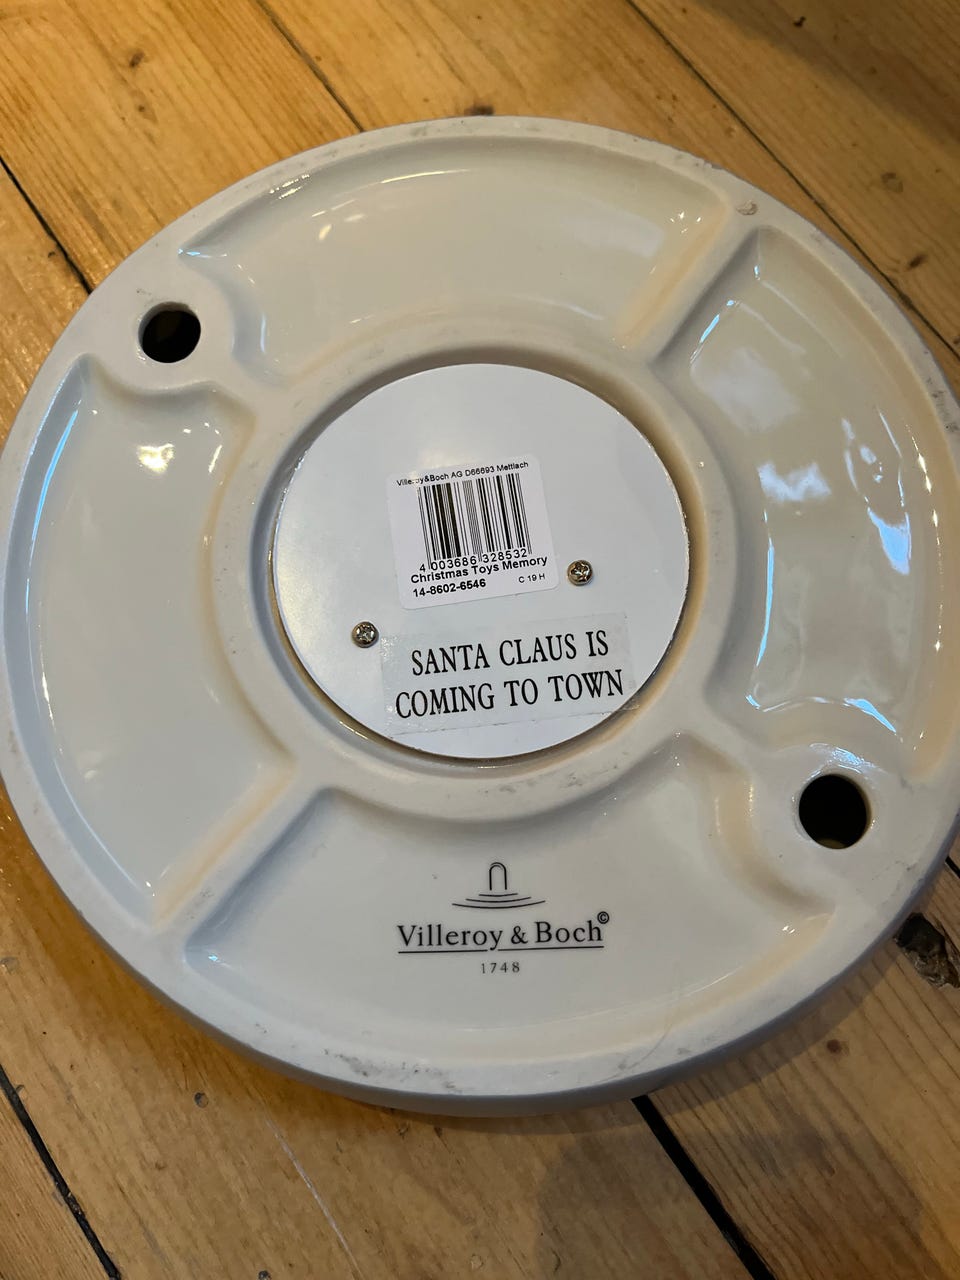 Villeroy&Boch AG D66693 Mettlach
4 003686 328532
Christmas Toys Memory
14-8602-6546 C 19 H
SANTA CLAUS IS
COMING TO TOWN
Villeroy & Boch©
1748